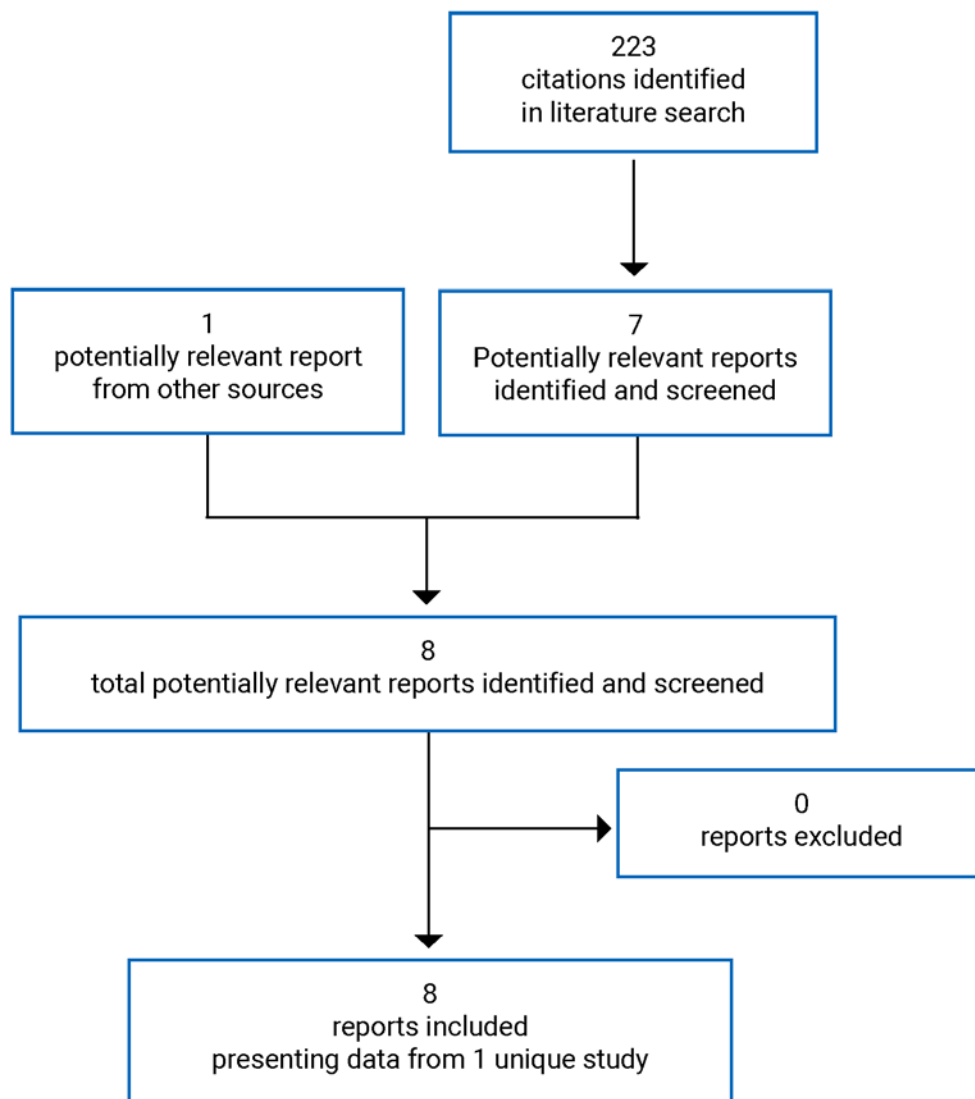 223
citations identified
in literature search
1
potentially relevant report
from other sources
7
Potentially relevant reports
identified and screened
8
total potentially relevant reports identified and screened
0
reports excluded
8
reports included
presenting data from 1 unique study